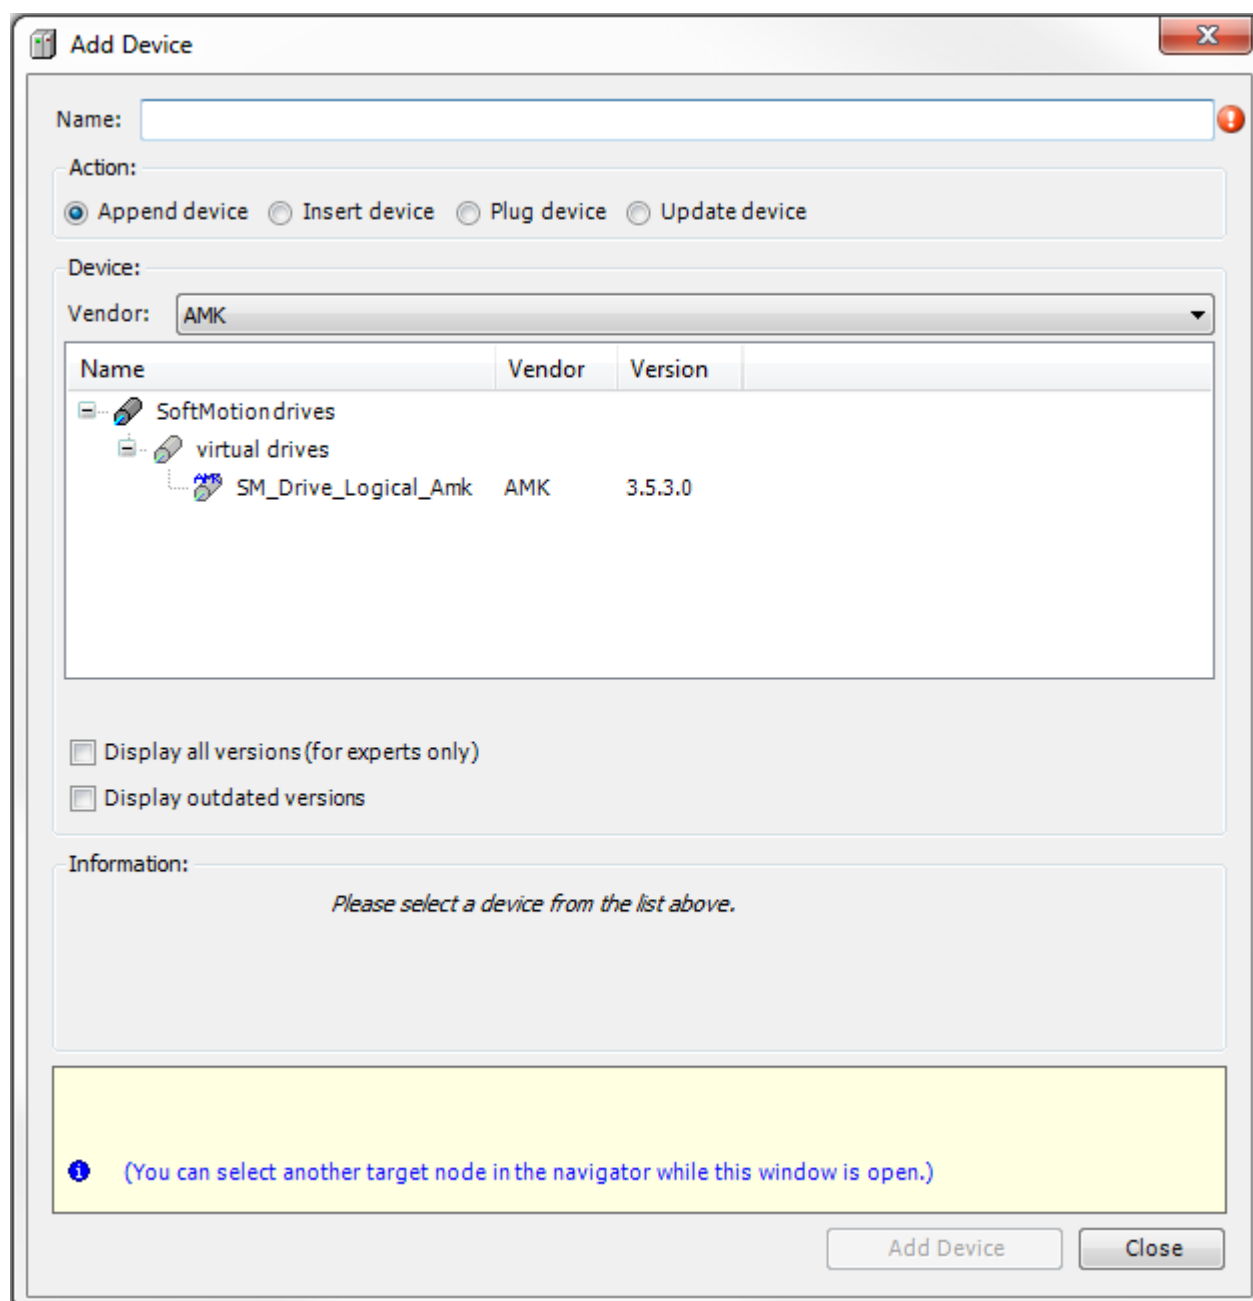 Add Device
Name:
Action:
Append device Insert device Plug device Update device
Device:
Vendor: AMK
Name Vendor Version
SoftMotion drives
virtual drives
SM_Drive_Logical_Amk AMK 3.5.3.0
Display all versions (for experts only)
Display outdated versions
Information:
Please select a device from the list above.
(You can select another target node in the navigator while this window is open.)
Add Device Close